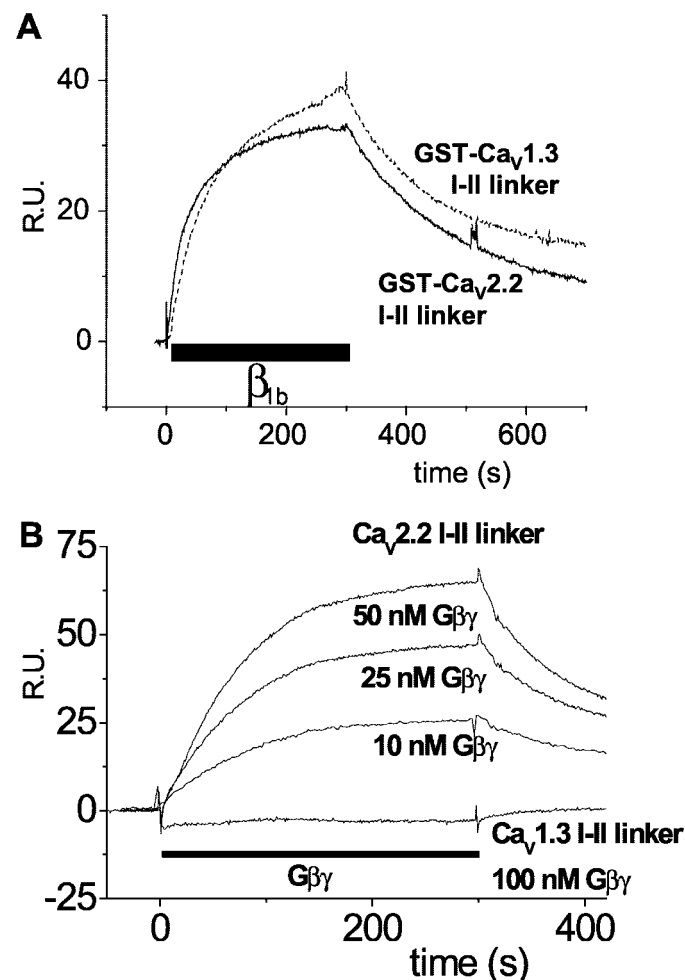 A
40
20
0
R.U.
GST-CaV1.3
I-II linker
GST-CaV2.2
I-II linker
β1b
0 200 400 600
time (s)
B
75
50
25
0
-25
R.U.
CaV2.2 I-II linker
50 nM Gβγ
25 nM Gβγ
10 nM Gβγ
CaV1.3 I-II linker
100 nM Gβγ
Gβγ
0 200 400
time (s)